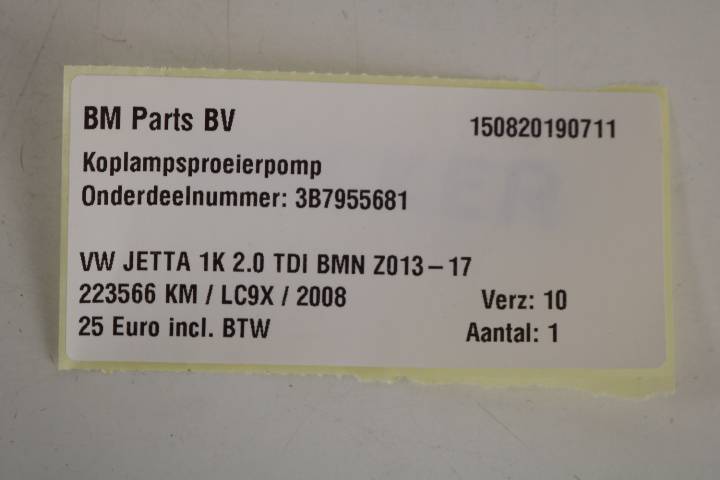 BM Parts BV 150820190711
Koplampsproeierpomp
Onderdeelnummer: 3B7955681
VW JETTA 1K 2.0 TDI BMN Z013-17
223566 KM / LC9X / 2008 Verz: 10
25 Euro incl. BTW Aantal: 1